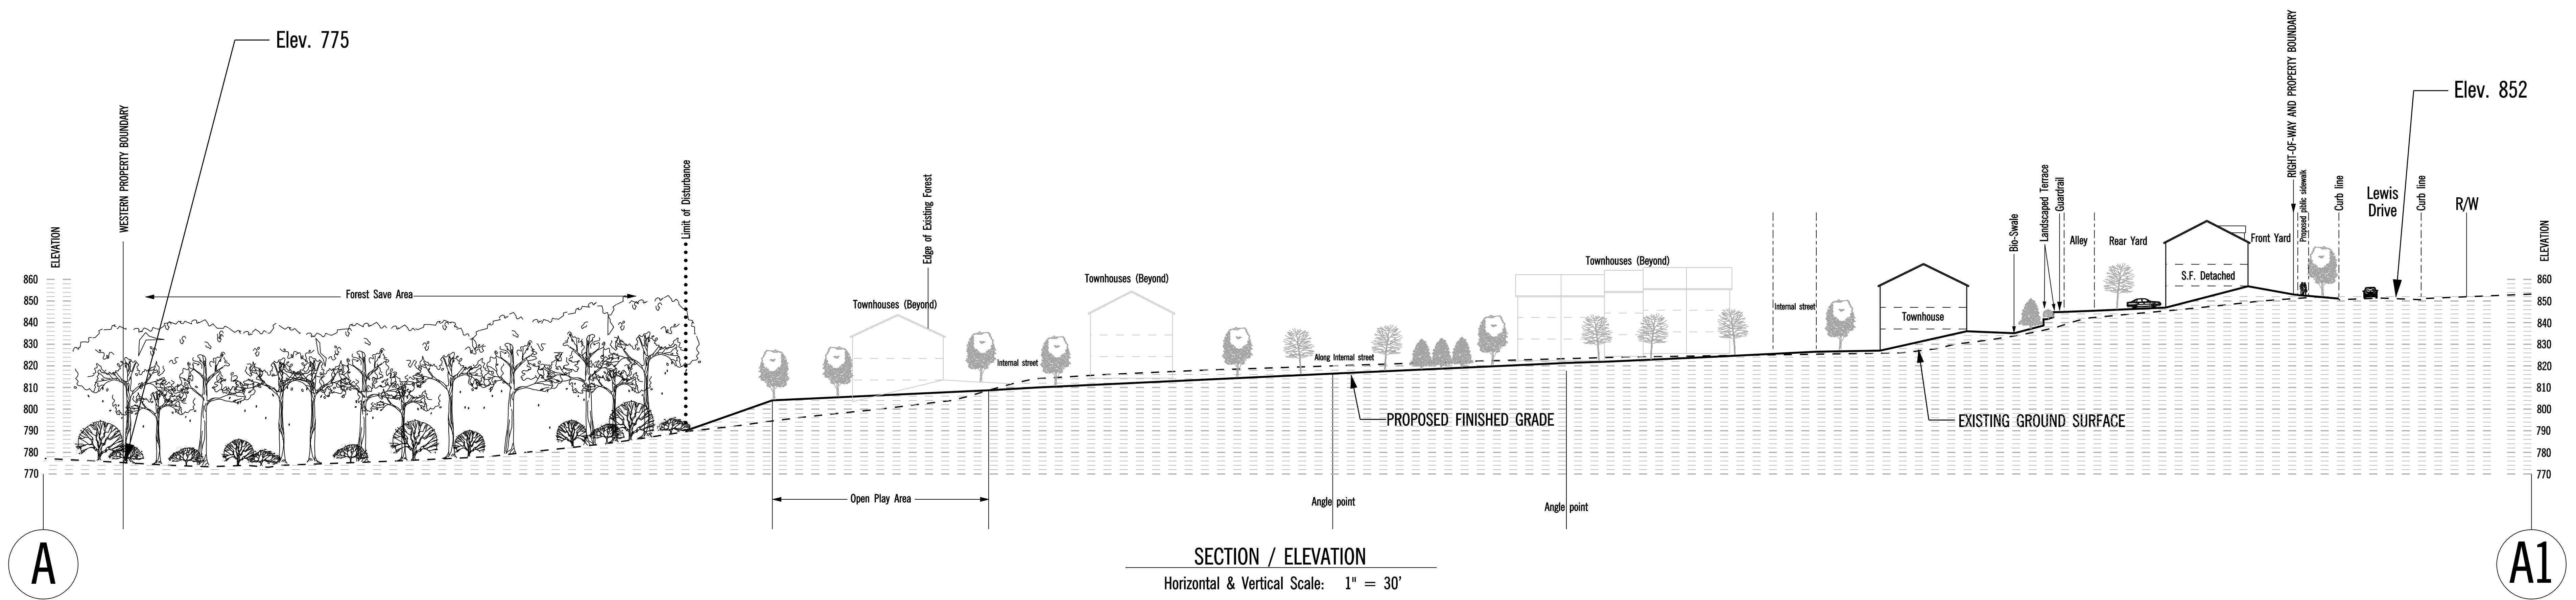 Elev. 775
Elev. 852
WESTERN PROPERTY BOUNDARY
Limit of Disturbance
Edge of Existing Forest
RIGHT-OF-WAY AND PROPERTY BOUNDARY
Proposed piblic sidewalk
Curb line
Lewis
Drive
Curb line
R/W
Bio-Swale
Landscaped Terrace
Guardrail
Alley
Rear Yard
Front Yard
ELEVATION
ELEVATION
Townhouses (Beyond)
Townhouses (Beyond)
Townhouses (Beyond)
S.F. Detached
Forest Save Area
Internal street
Townhouse
Internal street
Along Internal street
860
850
840
830
820
810
800
790
780
770
860
850
840
830
820
810
800
790
780
770
PROPOSED FINISHED GRADE
EXISTING GROUND SURFACE
Open Play Area
Angle point
Angle point
A
A1
SECTION / ELEVATION
Horizontal & Vertical Scale: 1" = 30'